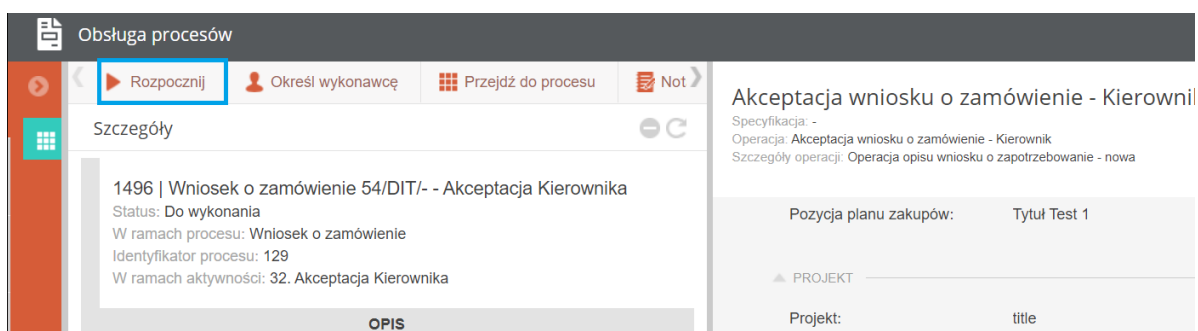 Obsługa procesów
Rozpocznij Określ wykonawcę Przejdź do procesu Not
Szczegóły
1496 | Wniosek o zamówienie 54/DIT/- - Akceptacja Kierownika
Status: Do wykonania
W ramach procesu: Wniosek o zamówienie
Identyfikator procesu: 129
W ramach aktywności: 32. Akceptacja Kierownika
OPIS
Akceptacja wniosku o zamówienie - Kierownik
Specyfikacja: -
Operacja: Akceptacja wniosku o zamówienie - Kierownik
Szczegóły operacji: Operacja opisu wniosku o zapotrzebowanie - nowa
Pozycja planu zakupów: Tytuł Test 1
PROJEKT
Projekt: title